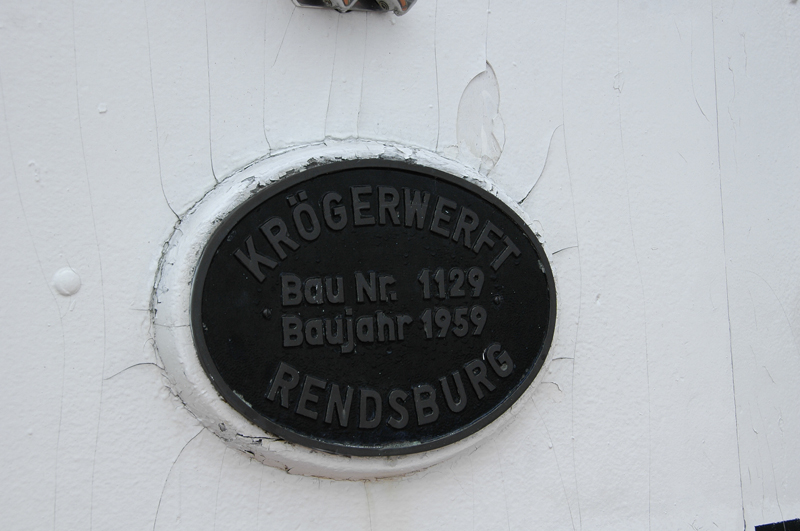 KRÖGERWERFT
Bau Nr. 1129
Baujahr 1959
RENDSBURG